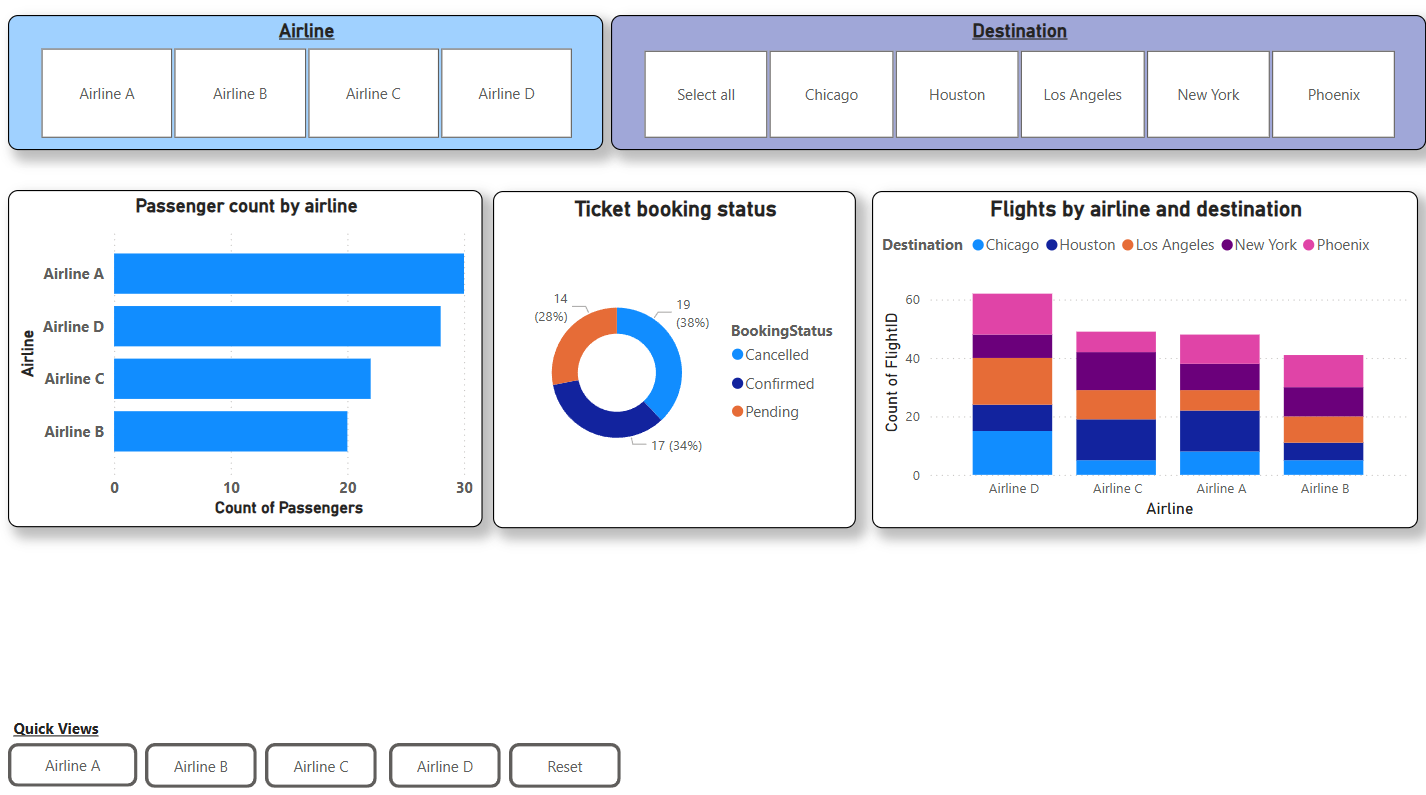 Airline
Airline A
Airline B
Airline C
Airline D
Destination
Select all
Chicago
Houston
Los Angeles
New York
Phoenix
Passenger count by airline
Airline
Airline A
Airline D
Airline C
Airline B
0 10 20 30
Count of Passengers
Ticket booking status
14
(28%)
19
(38%)
17 (34%)
BookingStatus
Cancelled
Confirmed
Pending
Flights by airline and destination
Destination Chicago Houston Los Angeles New York Phoenix
Count of FlightID
60
40
20
0
Airline D Airline C Airline A Airline B
Airline
Quick Views
Airline A
Airline B
Airline C
Airline D
Reset